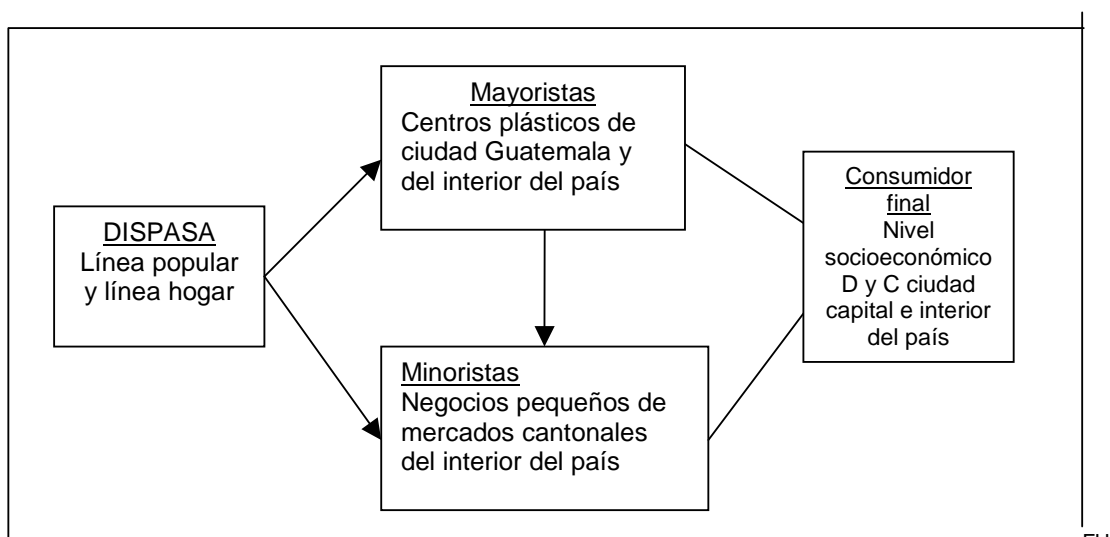 Mayoristas
Centros plásticos de
ciudad Guatemala y
del interior del país
DISPASA
Línea popular
y línea hogar
Consumidor
final
Nivel
socioeconómico
D y C ciudad
capital e interior
del país
Minoristas
Negocios pequeños de
mercados cantonales
del interior del país